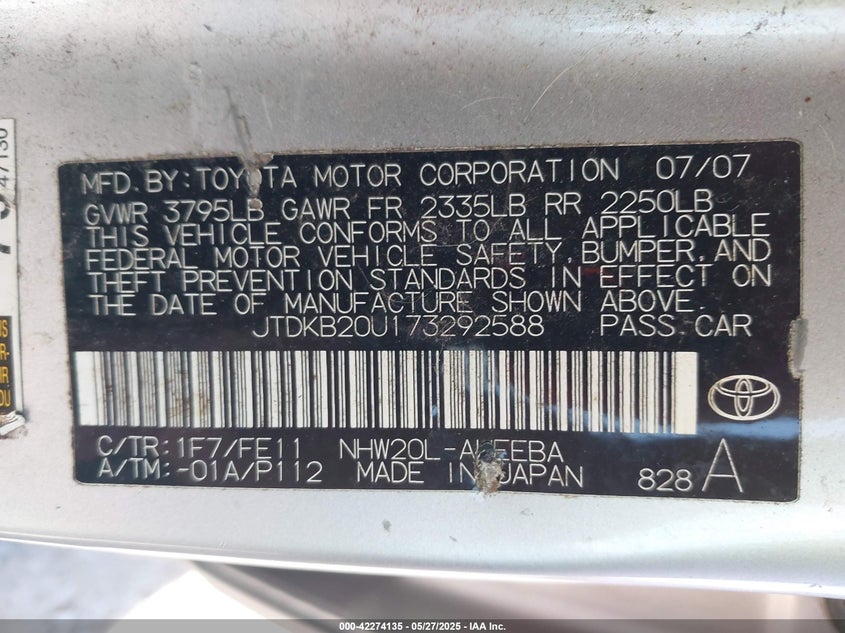 47130
MFD. BY: TOYOTA MOTOR CORPORATION 07/07
GVWR 3795LB GAWR FR 2335LB RR 2250LB
THIS VEHICLE CONFORMS TO ALL APPLICABLE
FEDERAL MOTOR VEHICLE SAFETY, BUMPER, AND
THEFT PREVENTION STANDARDS IN EFFECT ON
THE DATE OF MANUFACTURE SHOWN ABOVE.
JTDKB20U173292588 PASS. CAR
C/TR: 1F7/FE11 NHW20L-
A/TM: -01A/P112 MADE IN JAPAN 828 A
000-42274135 - 05/27/2025 - IAA Inc.